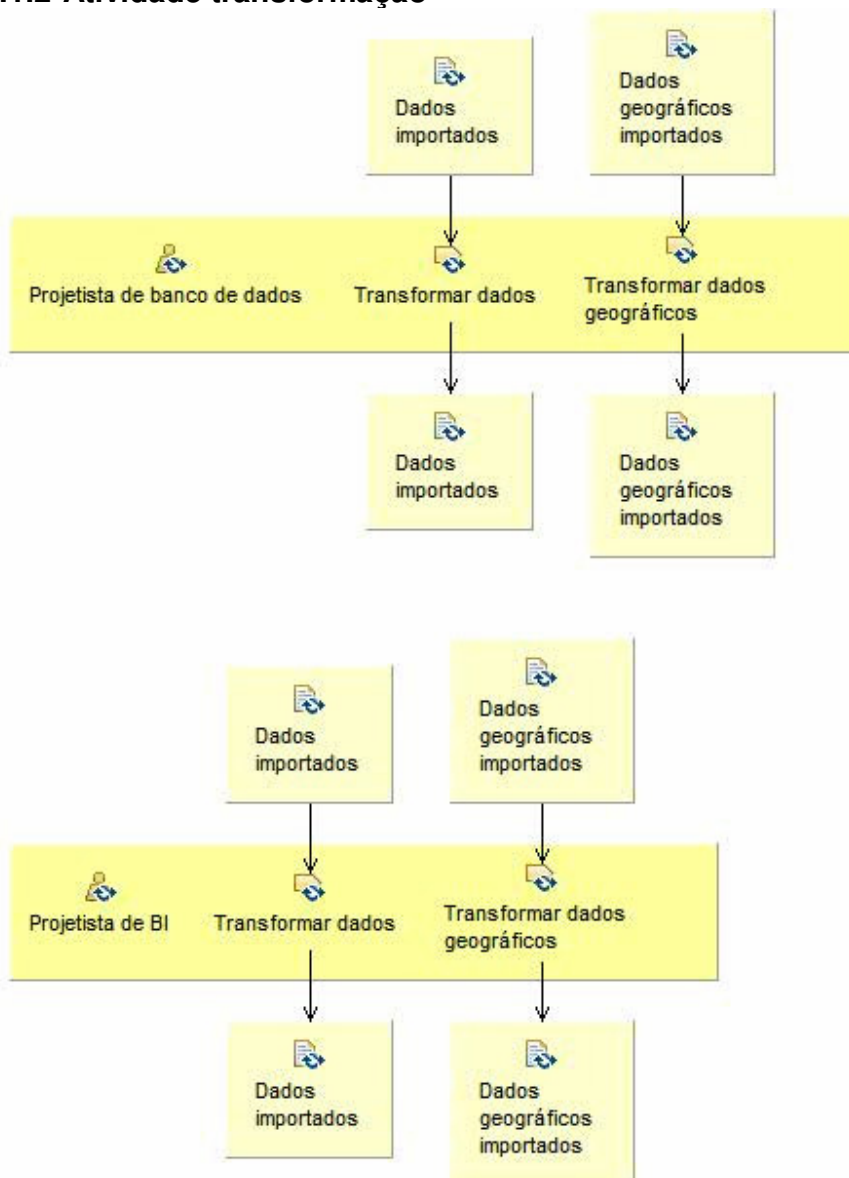 Atividade transformação
Dados
importados
Dados
geográficos
importados
Projetista de banco de dados
Transformar dados
Transformar dados
geográficos
Dados
importados
Dados
geográficos
importados
Dados
importados
Dados
geográficos
importados
Projetista de BI
Transformar dados
Transformar dados
geográficos
Dados
importados
Dados
geográficos
importados